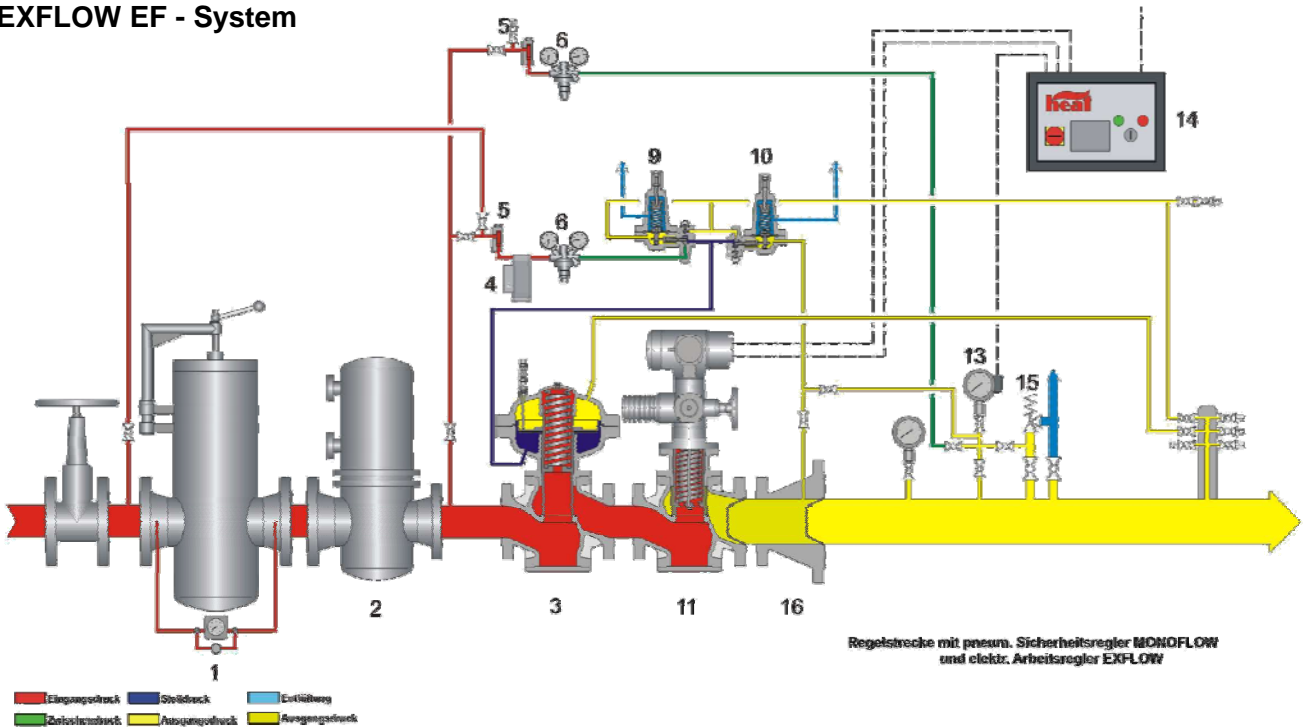 EXFLOW EF - System
5
6
heat
14
9
10
5
6
4
13
15
2
3
11
16
1
Regelstrecke mit pneum. Sicherheitsregler MONOFLOW
und elektr. Arbeitsregler EXFLOW
Eingangsdruck Stelldruck Entlüftung
Zwischendruck Ausgangsdruck Ausgangsdruck